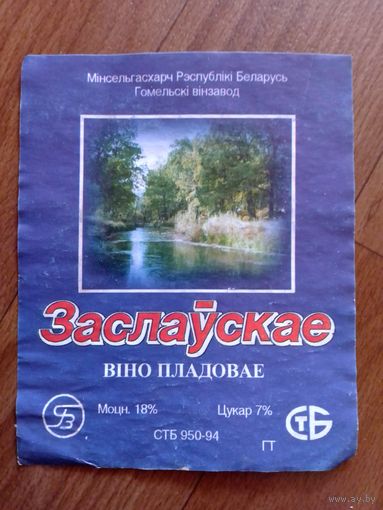 Мінсельгасхарч Рэспублікі Беларусь
Гомельскі вінзавод
Заслаўскае
ВІНО ПЛАДОВАЕ
Моцн. 18%
Цукар 7%
СТБ 950-94
СТБ
ГТ
www.ay.by